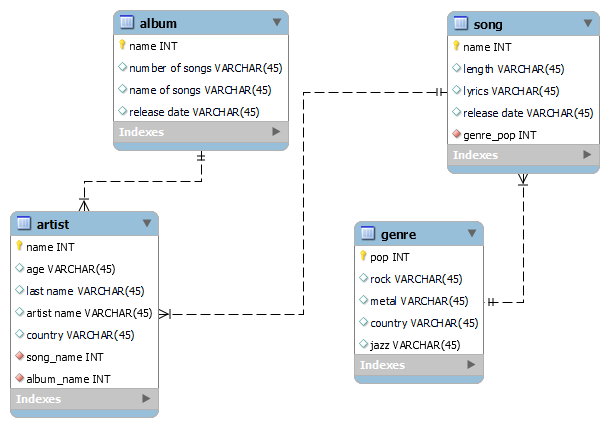 album
name INT
number of songs VARCHAR(45)
name of songs VARCHAR(45)
release date VARCHAR(45)
Indexes
song
name INT
length VARCHAR(45)
lyrics VARCHAR(45)
release date VARCHAR(45)
genre_pop INT
Indexes
artist
name INT
age VARCHAR(45)
last name VARCHAR(45)
artist name VARCHAR(45)
country VARCHAR(45)
song_name INT
album_name INT
Indexes
genre
pop INT
rock VARCHAR(45)
metal VARCHAR(45)
country VARCHAR(45)
jazz VARCHAR(45)
Indexes